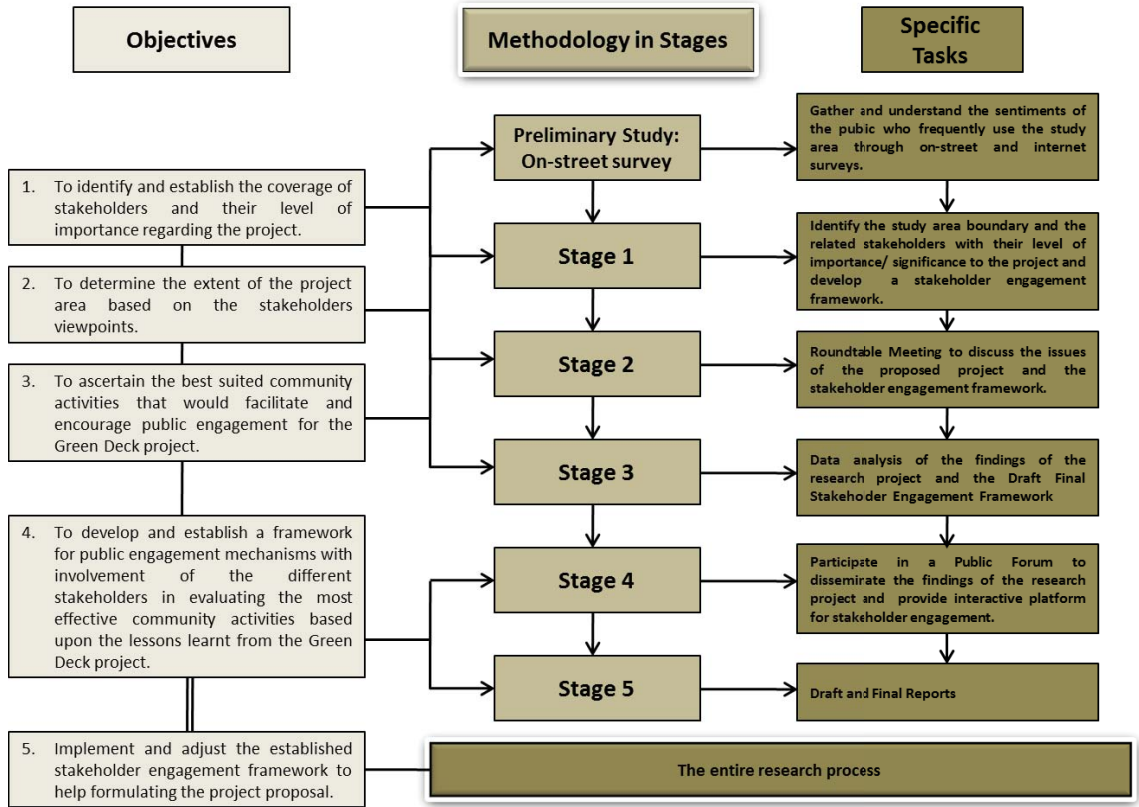 Objectives
Methodology in Stages
Specific
Tasks
1. To identify and establish the coverage of
stakeholders and their level of
importance regarding the project.
2. To determine the extent of the project
area based on the stakeholders
viewpoints.
3. To ascertain the best suited community
activities that would facilitate and
encourage public engagement for the
Green Deck project.
4. To develop and establish a framework
for public engagement mechanisms with
involvement of the different
stakeholders in evaluating the most
effective community activities based
upon the lessons learnt from the Green
Deck project.
5. Implement and adjust the established
stakeholder engagement framework to
help formulating the project proposal.
Preliminary Study:
On-street survey
Stage 1
Stage 2
Stage 3
Stage 4
Stage 5
Gather and understand the sentiments
of the pubic who frequently use the study
area through on-street and internet
surveys.
Identify the study area boundary and the
related stakeholders with their level of
importance/ significance to the project and
develop a stakeholder engagement
framework.
Roundtable Meeting to discuss the issues
of the proposed project and the
stakeholder engagement framework.
Data analysis of the findings of the
research project and the Draft Final
Stakeholder Engagement Framework
Participate in a Public Forum to
dissemirate the findings of the research
project and provide interactive platform
for stakeholder engagement.
Draft and Final Reports
The entire research process